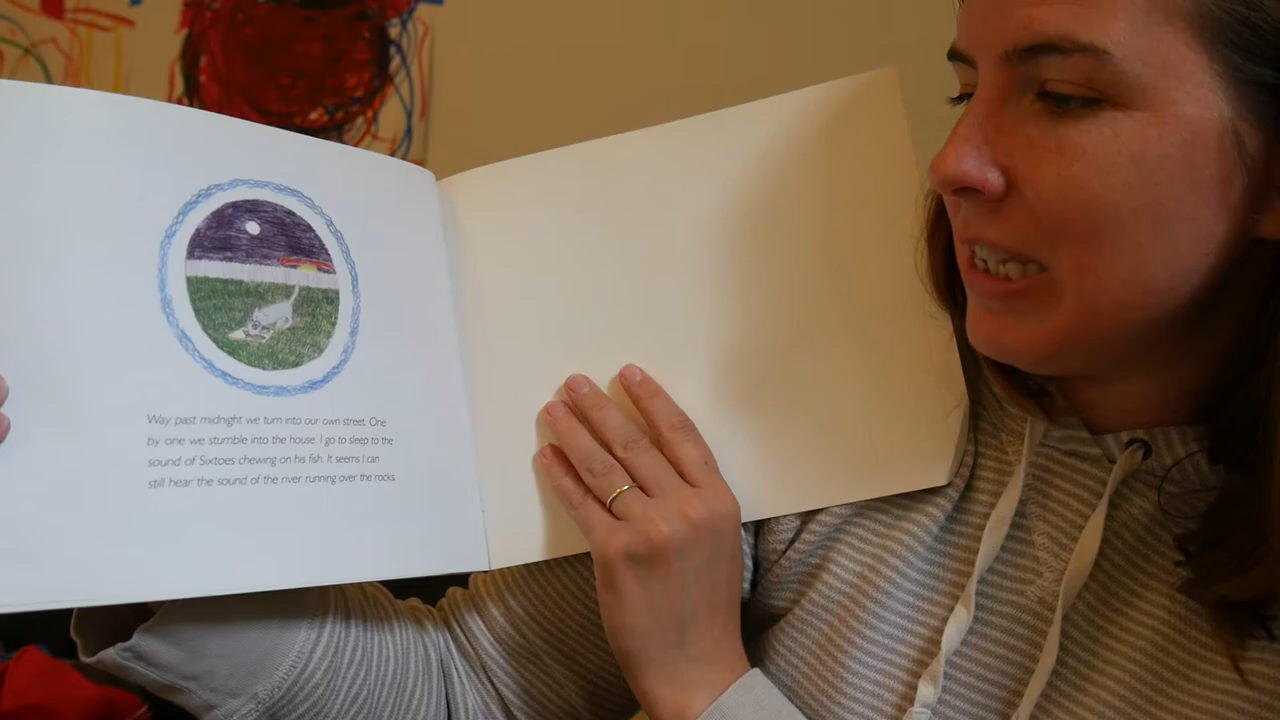 Way past midnight we turn into our own street. One
by one we stumble into the house. I go to sleep to the
sound of Sixtoes chewing on his fish. It seems I can
still hear the sound of the river running over the rocks.